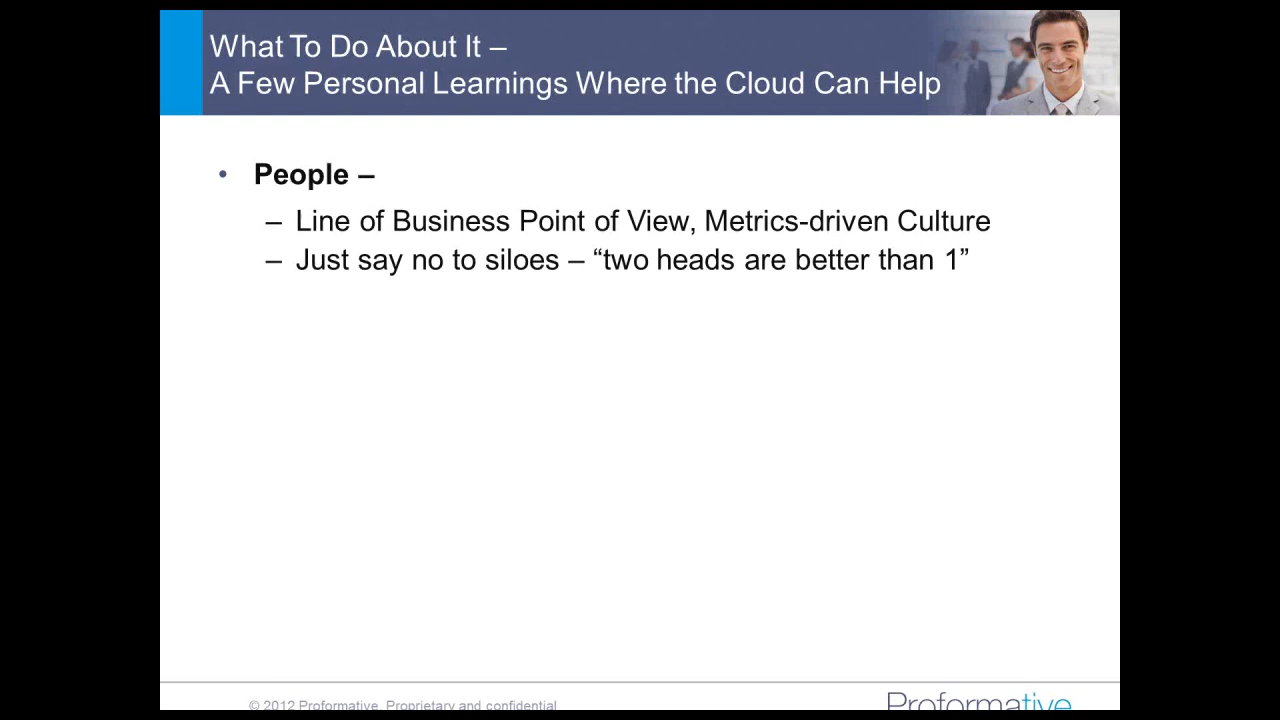 What To Do About It –
A Few Personal Learnings Where the Cloud Can Help
• People –
– Line of Business Point of View, Metrics-driven Culture
– Just say no to siloes – “two heads are better than 1”
© 2012 Proformative. Proprietary and confidential
Proformative